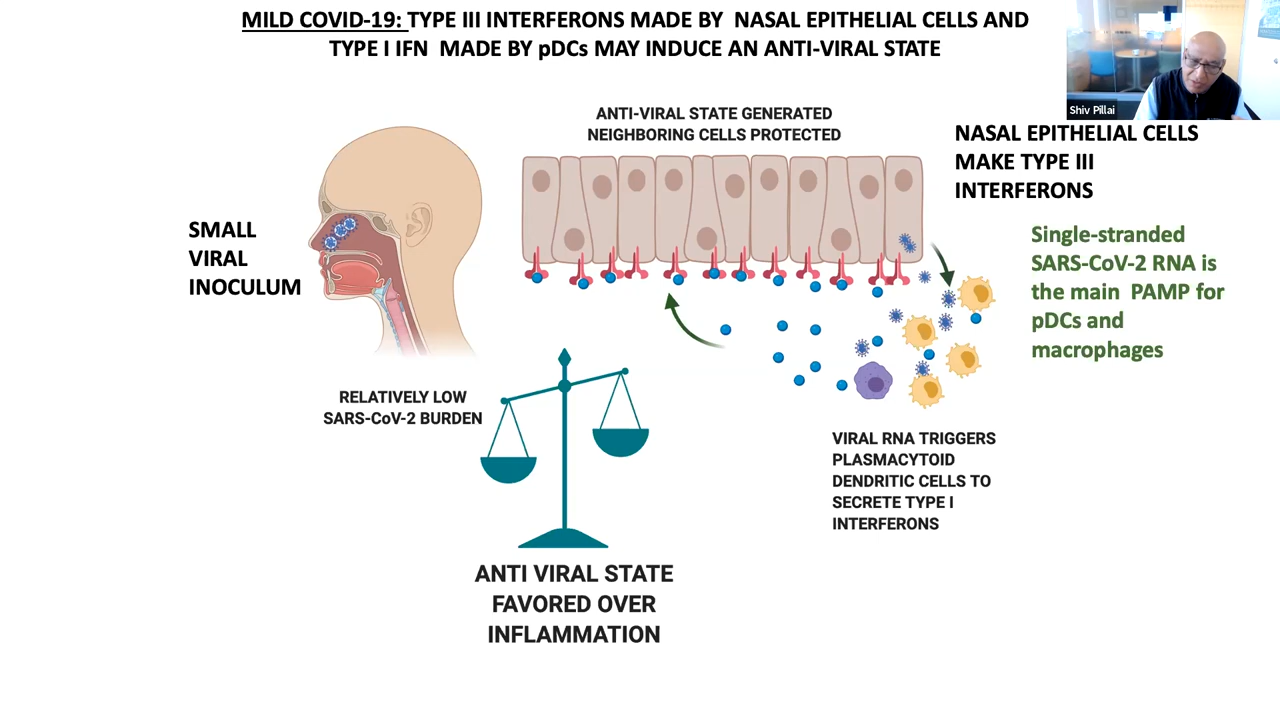 MILD COVID-19: TYPE III INTERFERONS MADE BY NASAL EPITHELIAL CELLS AND
TYPE I IFN MADE BY pDCs MAY INDUCE AN ANTI-VIRAL STATE
Shiv Pillai
ANTI-VIRAL STATE GENERATED
NEIGHBORING CELLS PROTECTED
NASAL EPITHELIAL CELLS
MAKE TYPE III
INTERFERONS
SMALL
VIRAL
INOCULUM
Single-stranded
SARS-CoV-2 RNA is
the main PAMP for
pDCs and
macrophages
RELATIVELY LOW
SARS-CoV-2 BURDEN
VIRAL RNA TRIGGERS
PLASMACYTOID
DENDRITIC CELLS TO
SECRETE TYPE I
INTERFERONS
ANTI VIRAL STATE
FAVORED OVER
INFLAMMATION